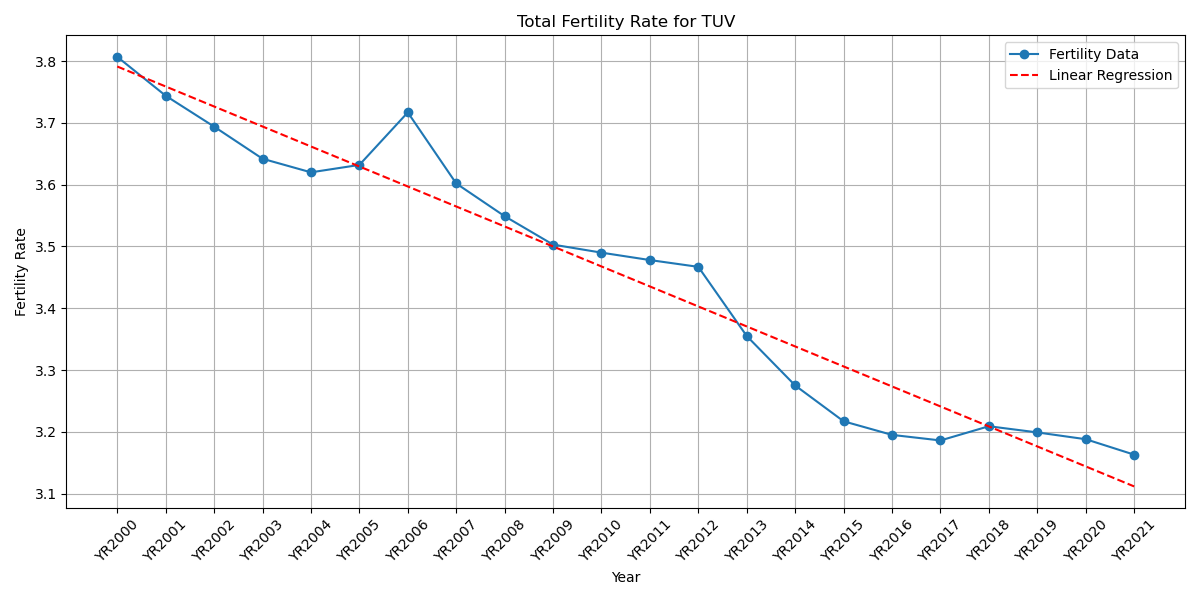 Total Fertility Rate for TUV
Fertility Data
Linear Regression
Fertility Rate
3.8
3.7
3.6
3.5
3.4
3.3
3.2
3.1
YR2000
YR2001
YR2002
YR2003
YR2004
YR2005
YR2006
YR2007
YR2008
YR2009
YR2010
YR2011
YR2012
YR2013
YR2014
YR2015
YR2016
YR2017
YR2018
YR2019
YR2020
YR2021
Year